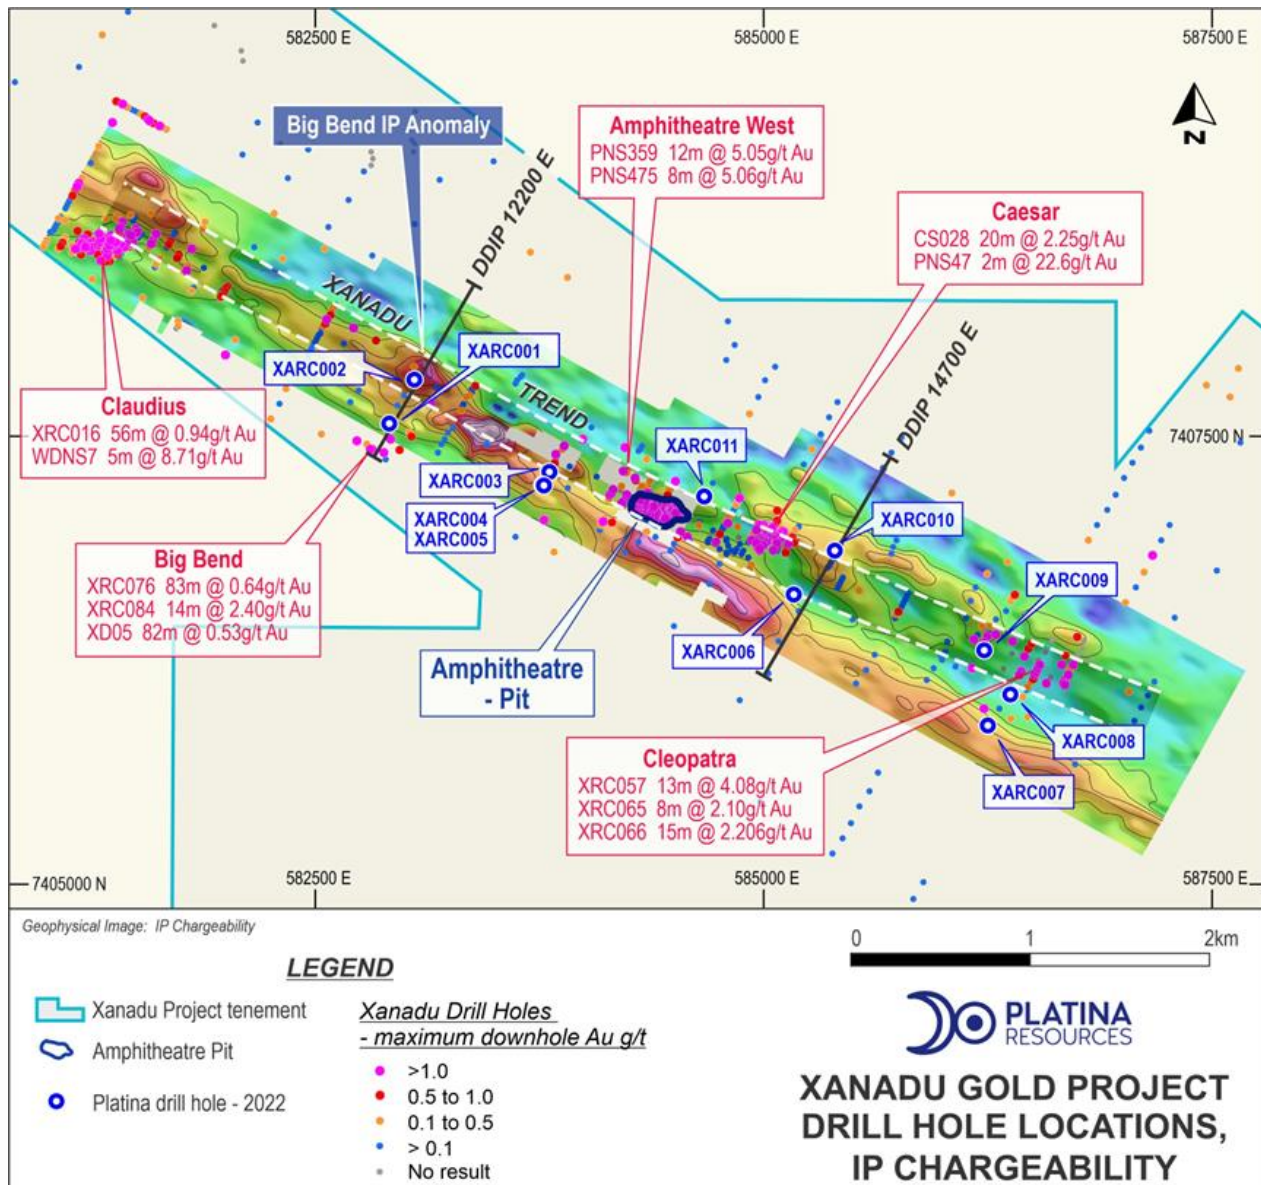 582500 E
585000 E
587500 E
Big Bend IP Anomaly
DDIP 12200 E
Amphitheatre West
PNS359 12m @ 5.05g/t Au
PNS475 8m @ 5.06g/t Au
N
Caesar
CS028 20m @ 2.25g/t Au
PNS47 2m @ 22.6g/t Au
XANADU
TREND
DDIP 14700 E
XARC001
XARC002
Claudius
XRC016 56m @ 0.94g/t Au
WDNS7 5m @ 8.71g/t Au
7407500 N
XARC011
XARC003
XARC004
XARC005
XARC010
Big Bend
XRC076 83m @ 0.64g/t Au
XRC084 14m @ 2.40g/t Au
XD05 82m @ 0.53g/t Au
XARC009
XARC006
Amphitheatre
- Pit
XARC008
Cleopatra
XRC057 13m @ 4.08g/t Au
XRC065 8m @ 2.10g/t Au
XRC066 15m @ 2.206g/t Au
XARC007
7405000 N
582500 E
585000 E
587500 E
Geophysical Image: IP Chargeability
0 1 2km
LEGEND
Xanadu Project tenement
Amphitheatre Pit
Platina drill hole - 2022
Xanadu Drill Holes
- maximum downhole Au g/t
>1.0
0.5 to 1.0
0.1 to 0.5
> 0.1
No result
PLATINA
RESOURCES
XANADU GOLD PROJECT
DRILL HOLE LOCATIONS,
IP CHARGEABILITY